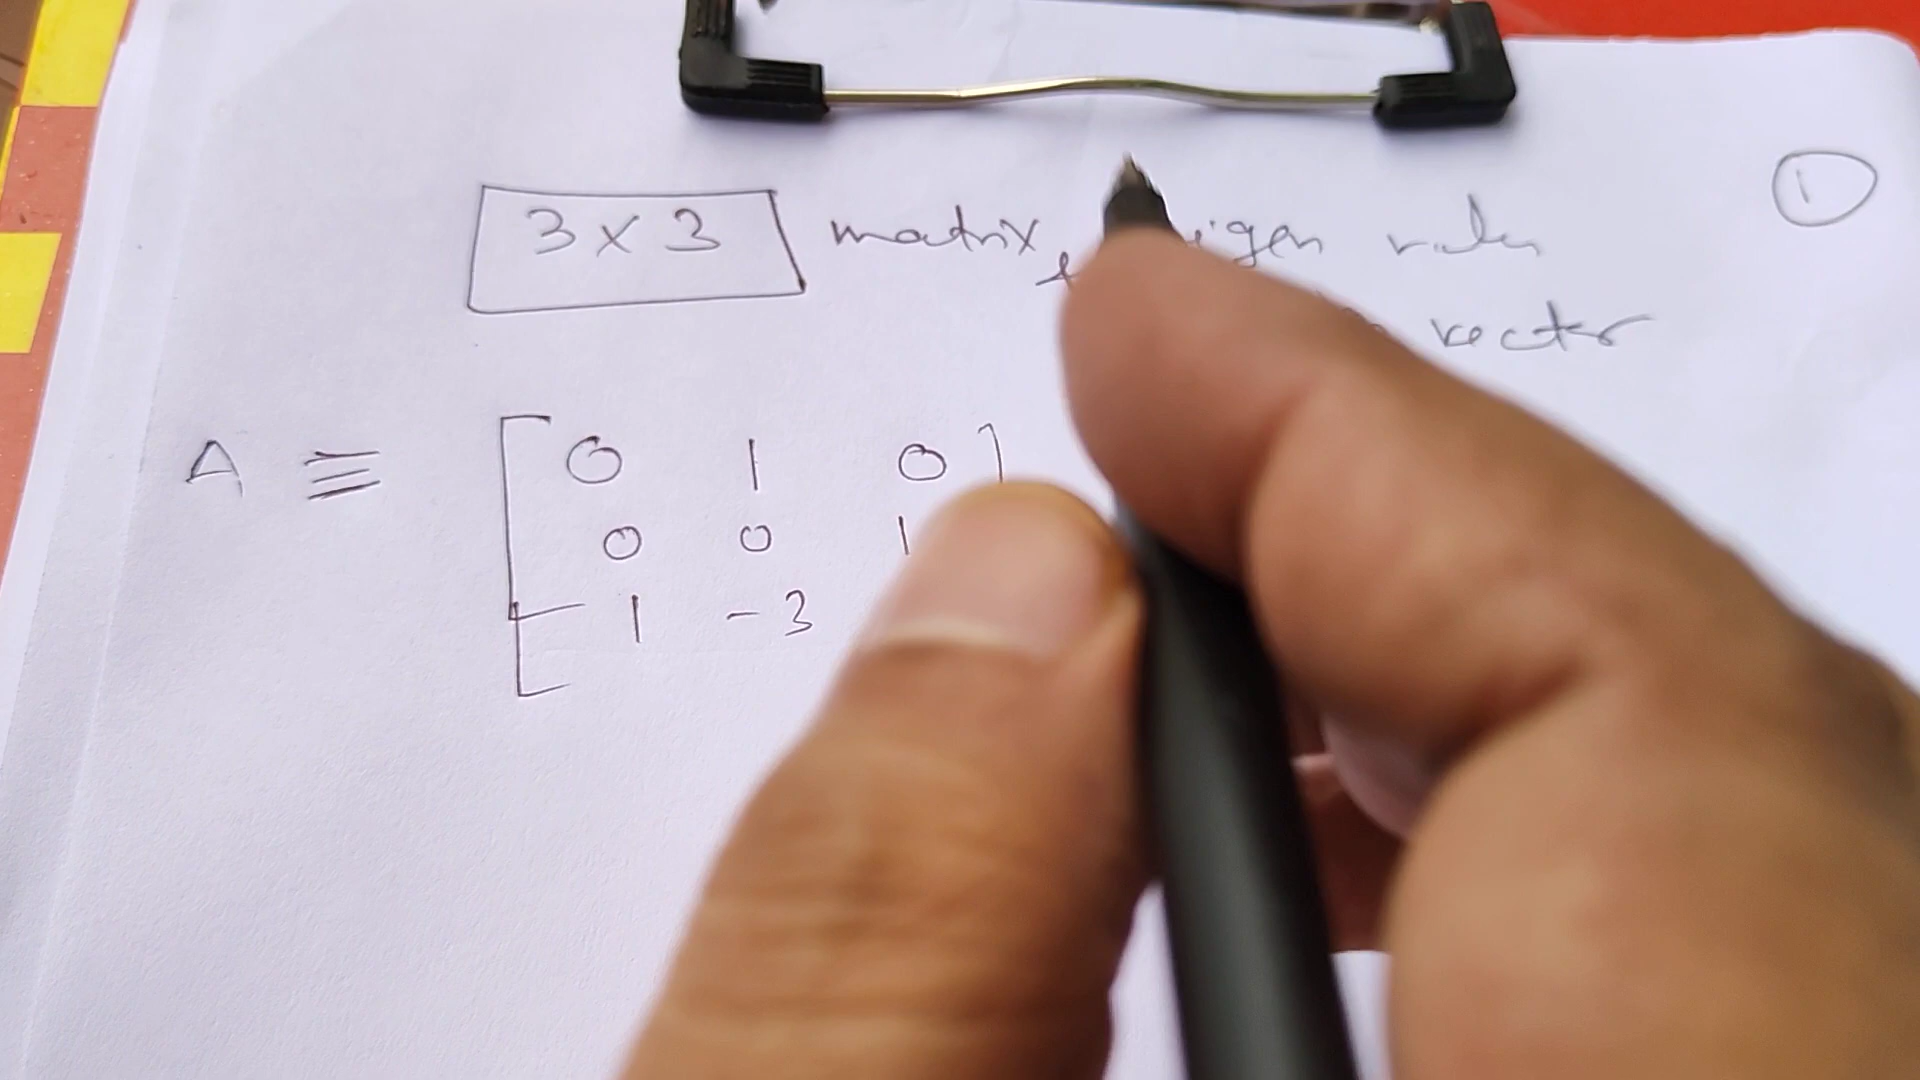 3 x 3 matrix, & eigen
vector
1
A ≡ [ 0 1 0 ]
0 0 1
1 -3